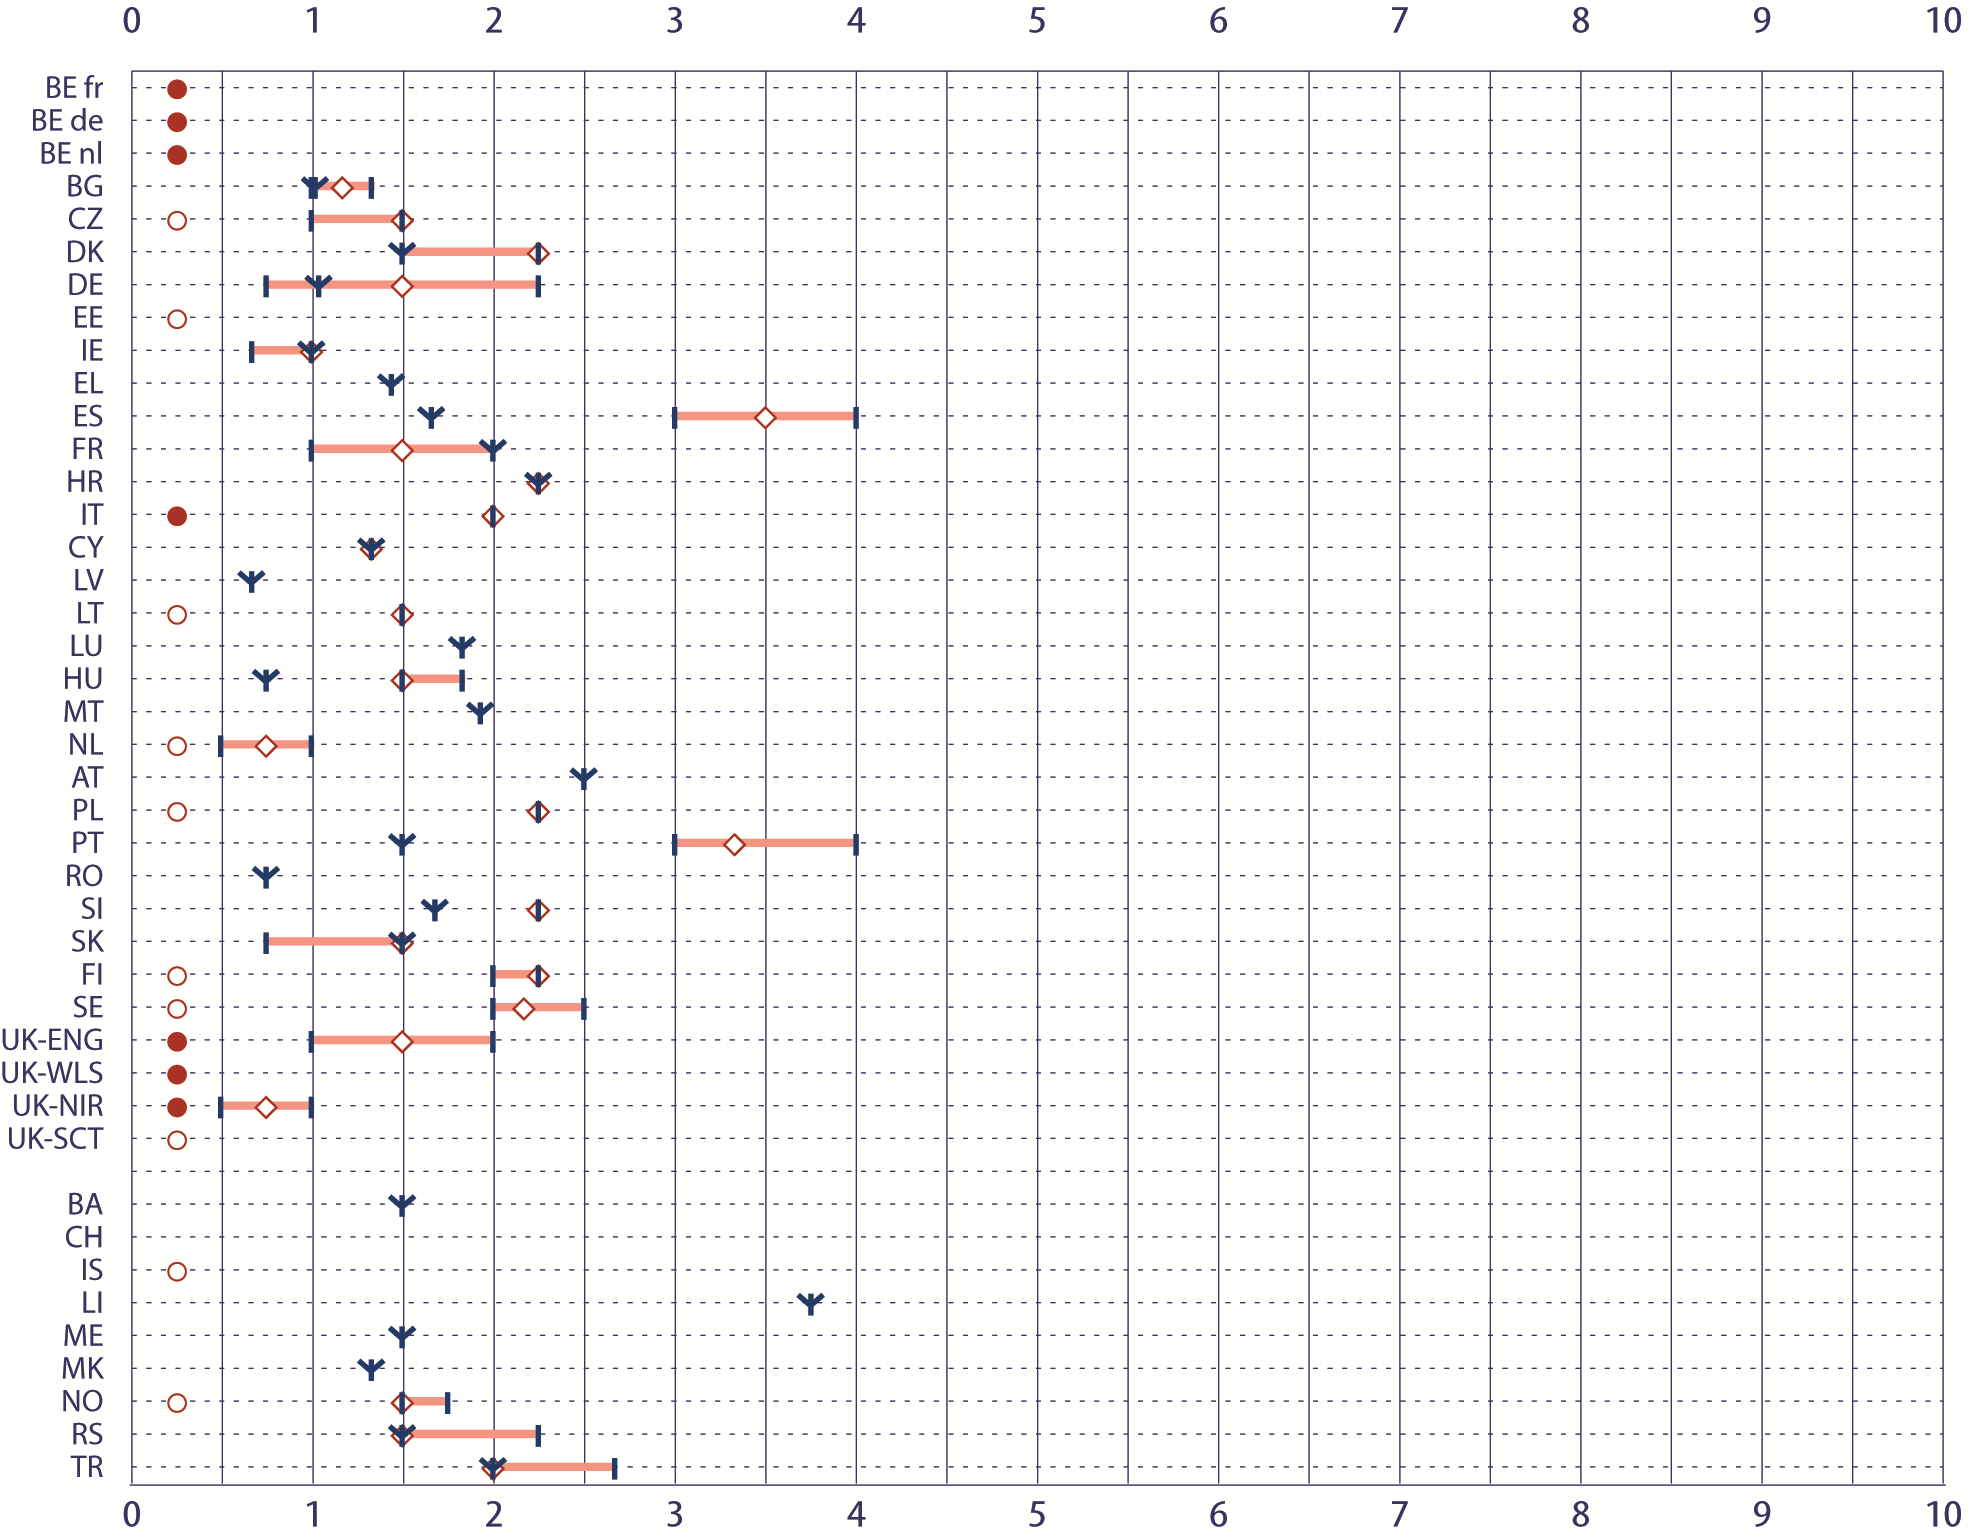 0 1 2 3 4 5 6 7 8 9 10
BE fr
BE de
BE nl
BG
CZ
DK
DE
EE
IE
EL
ES
FR
HR
IT
CY
LV
LT
LU
HU
MT
NL
AT
PL
PT
RO
SI
SK
FI
SE
UK-ENG
UK-WLS
UK-NIR
UK-SCT
BA
CH
IS
LI
ME
MK
NO
RS
TR
0 1 2 3 4 5 6 7 8 9 10